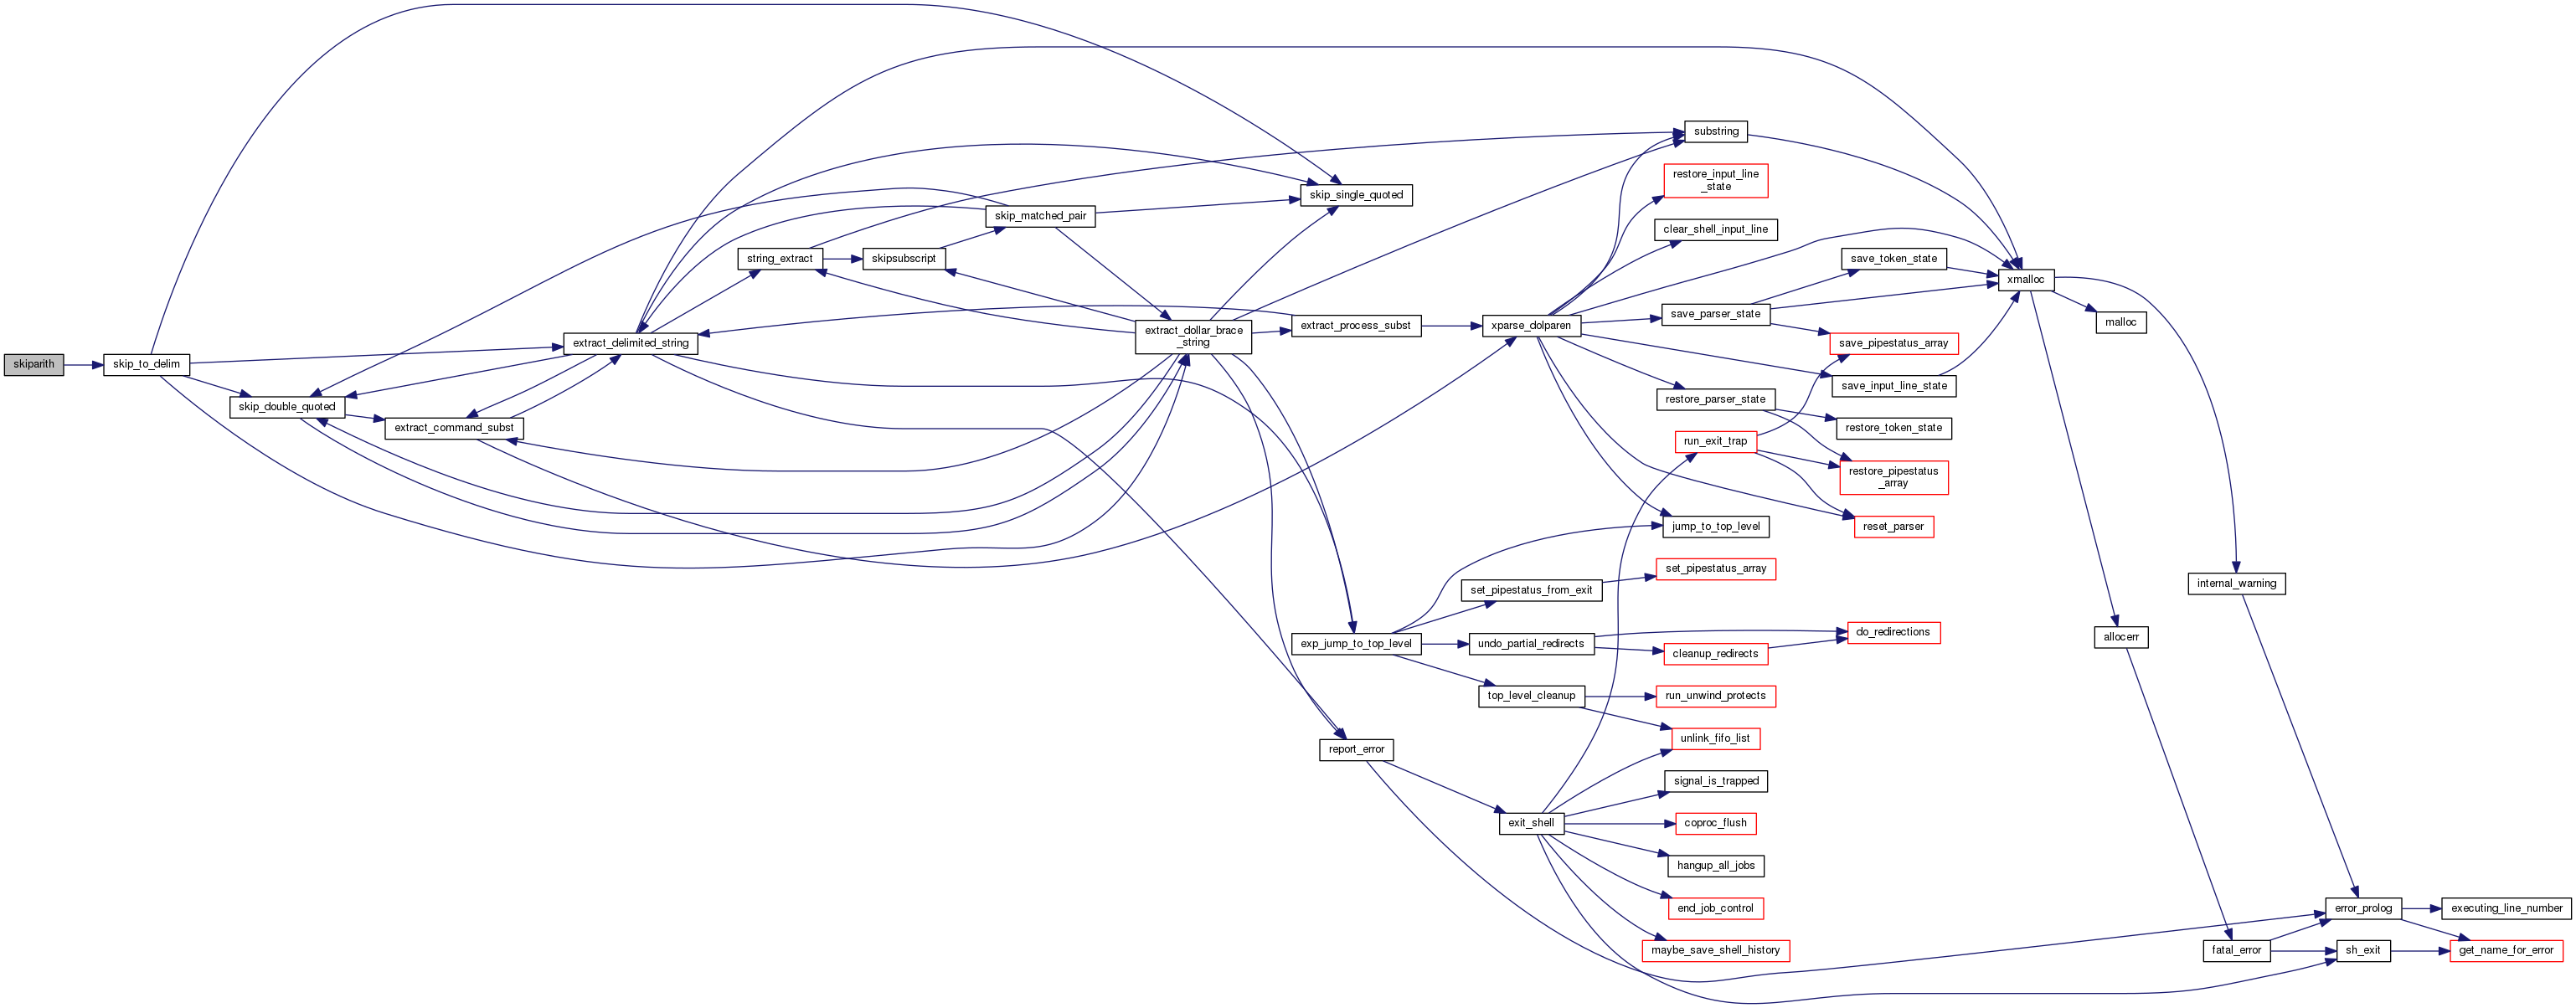 skiparith
skip_to_delim
skip_double_quoted
extract_command_subst
extract_delimited_string
string_extract
skipsubscript
skip_matched_pair
extract_dollar_brace
_string
skip_single_quoted
extract_process_subst
exp_jump_to_top_level
report_error
xparse_dolparen
set_pipestatus_from_exit
undo_partial_redirects
top_level_cleanup
exit_shell
substring
restore_input_line
_state
clear_shell_input_line
save_parser_state
restore_parser_state
run_exit_trap
jump_to_top_level
set_pipestatus_array
cleanup_redirects
run_unwind_protects
unlink_fifo_list
signal_is_trapped
coproc_flush
hangup_all_jobs
end_job_control
maybe_save_shell_history
save_token_state
save_pipestatus_array
save_input_line_state
restore_token_state
restore_pipestatus
_array
reset_parser
do_redirections
xmalloc
malloc
allocerr
internal_warning
fatal_error
error_prolog
sh_exit
executing_line_number
get_name_for_error